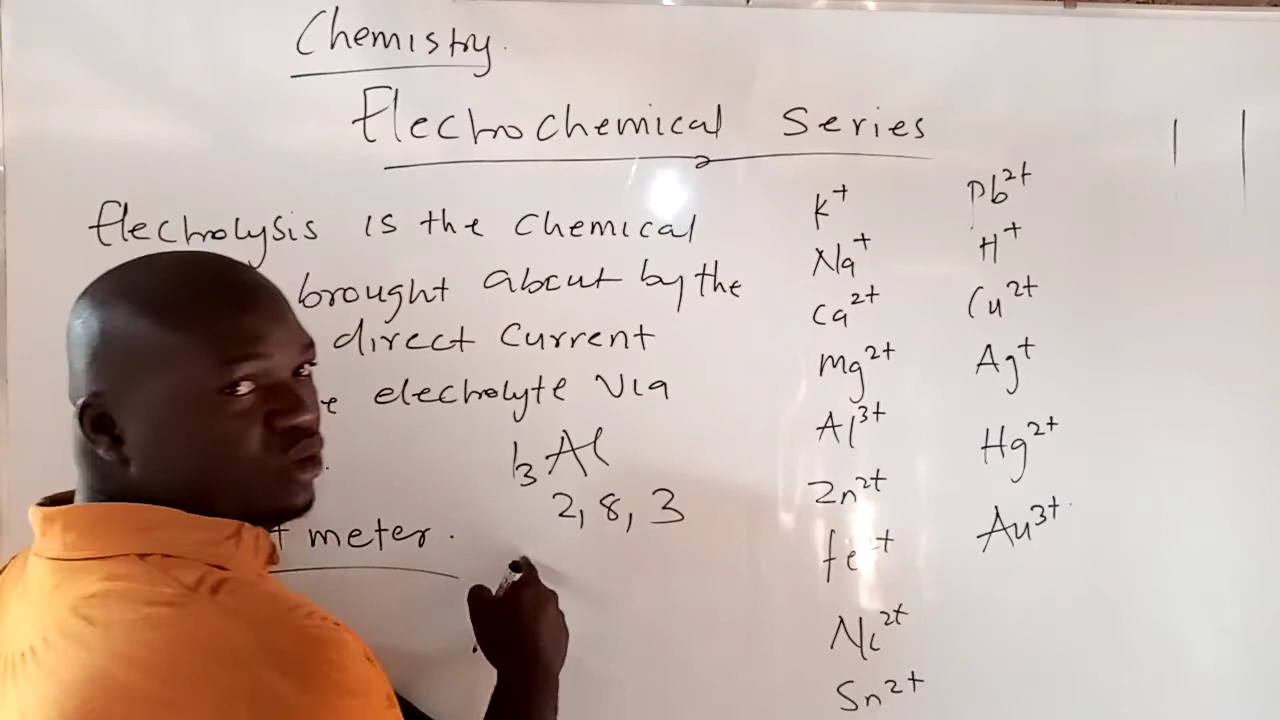 Chemistry.
Electrochemical Series
Electrolysis is the chemical
brought about by the
direct current
electrolyte via
13Al
2, 8, 3
meter.
K+
Na+
Ca2+
Mg2+
Al3+
Zn2+
Ni2+
Sn2+
Pb2+
H+
Cu2+
Ag+
Hg2+
Au3+